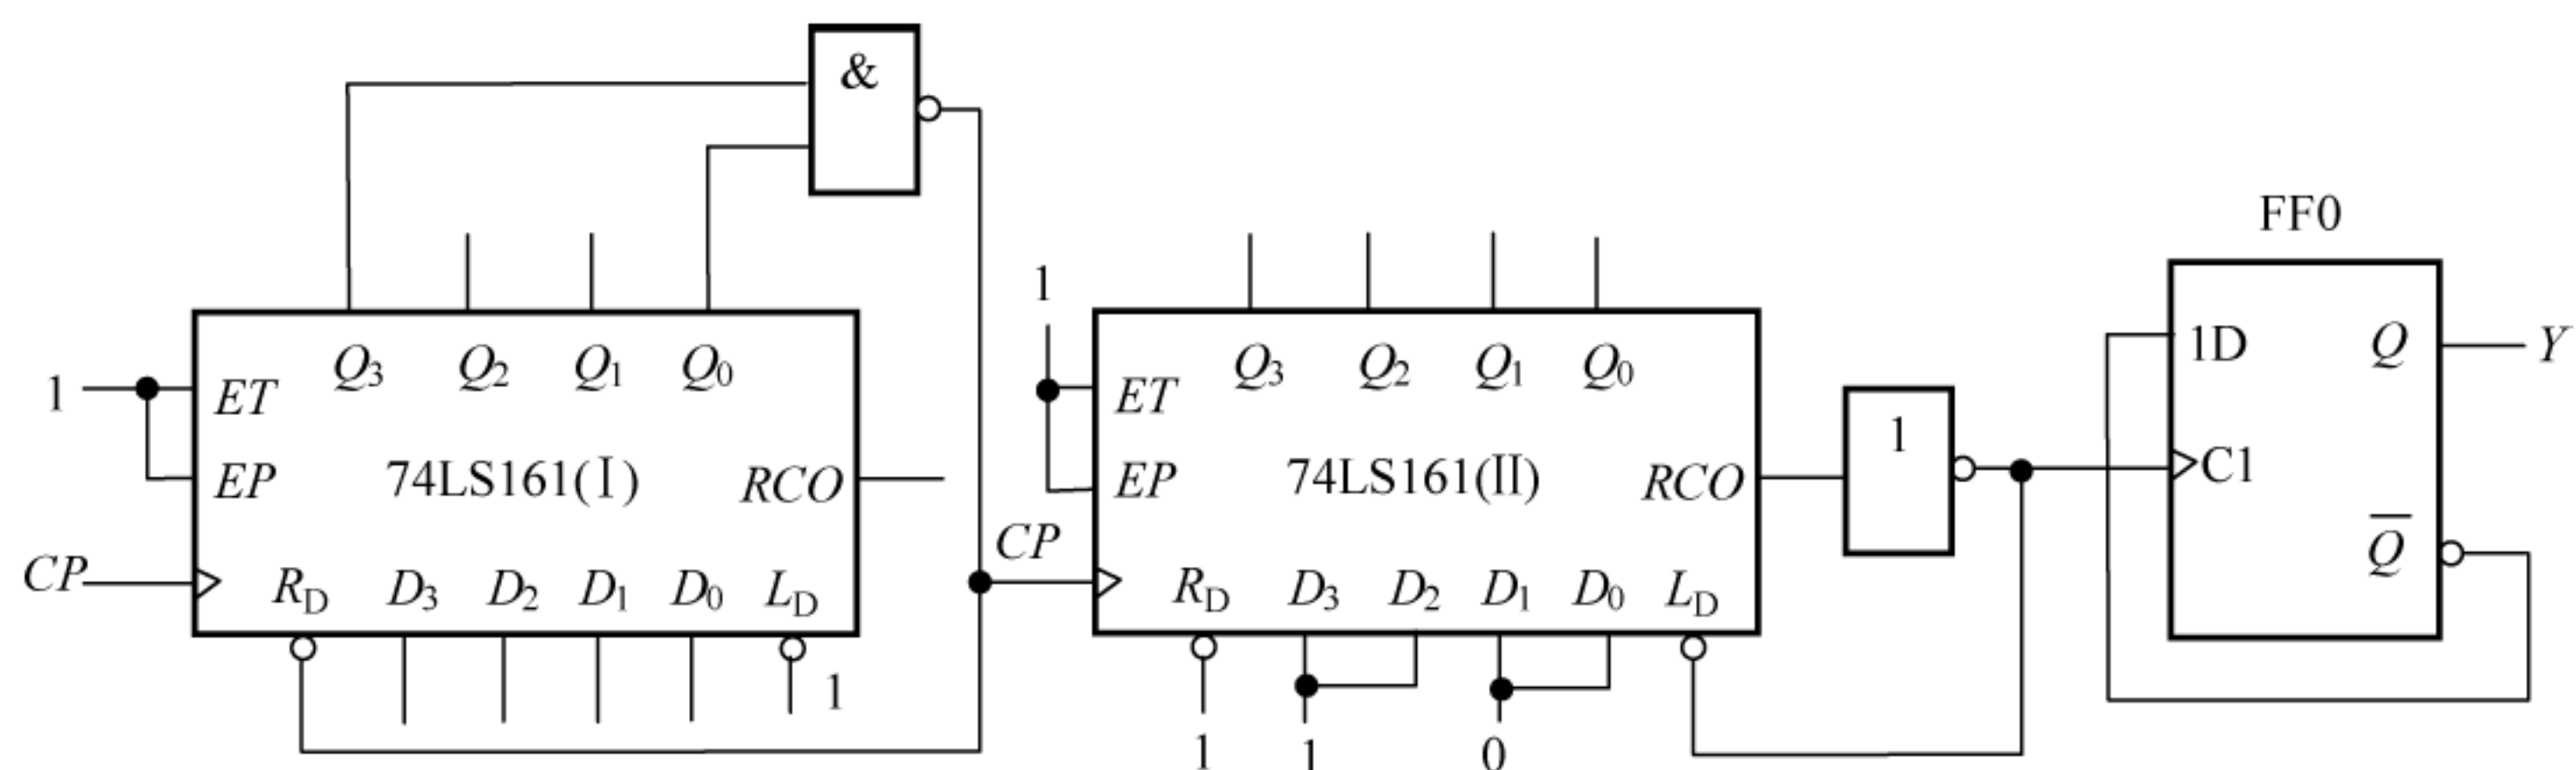 &
FF0
1
Q3 Q2 Q1 Q0
Q3 Q2 Q1 Q0
1D Q Y
1 ET
ET
1
EP 74LS161(I) RCO
EP 74LS161(II) RCO
C1
CP
CP
Q̅
RD D3 D2 D1 D0 LD
RD D3 D2 D1 D0 LD
1
1 1 0